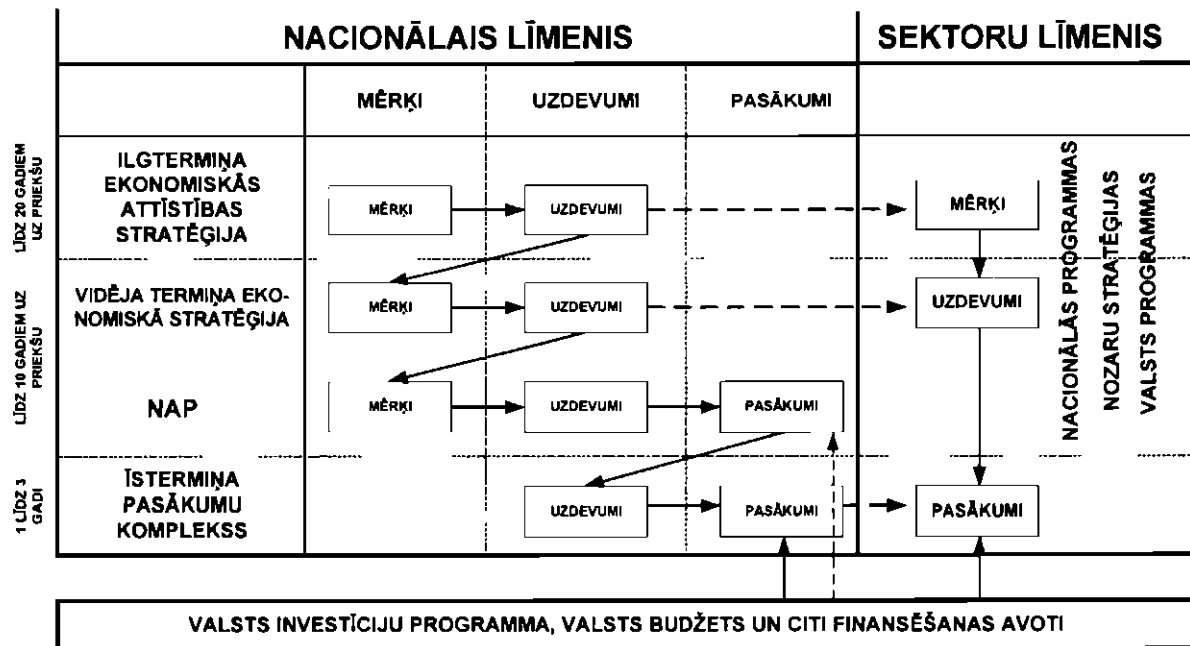 NACIONĀLAIS LĪMENIS
SEKTORU LĪMENIS
MĒRĶI
UZDEVUMI
PASĀKUMI
LĪDZ 20 GADIEM
UZ PRIEKŠU
ILGTERMIŅA
EKONOMISKĀS
ATTĪSTĪBAS
STRATĒĢIJA
MĒRĶI
UZDEVUMI
MĒRĶI
LĪDZ 10 GADIEM UZ
PRIEKŠU
VIDĒJA TERMIŅA EKO-
NOMISKĀ STRATĒĢIJA
MĒRĶI
UZDEVUMI
UZDEVUMI
NAP
MĒRĶI
UZDEVUMI
PASĀKUMI
1 LĪDZ 3
GADI
ĪSTERMIŅA
PASĀKUMU
KOMPLEKSS
UZDEVUMI
PASĀKUMI
PASĀKUMI
NACIONĀLĀS PROGRAMMAS
NOZARU STRATĒĢIJAS
VALSTS PROGRAMMAS
VALSTS INVESTĪCIJU PROGRAMMA, VALSTS BUDŽETS UN CITI FINANSĒŠANAS AVOTI